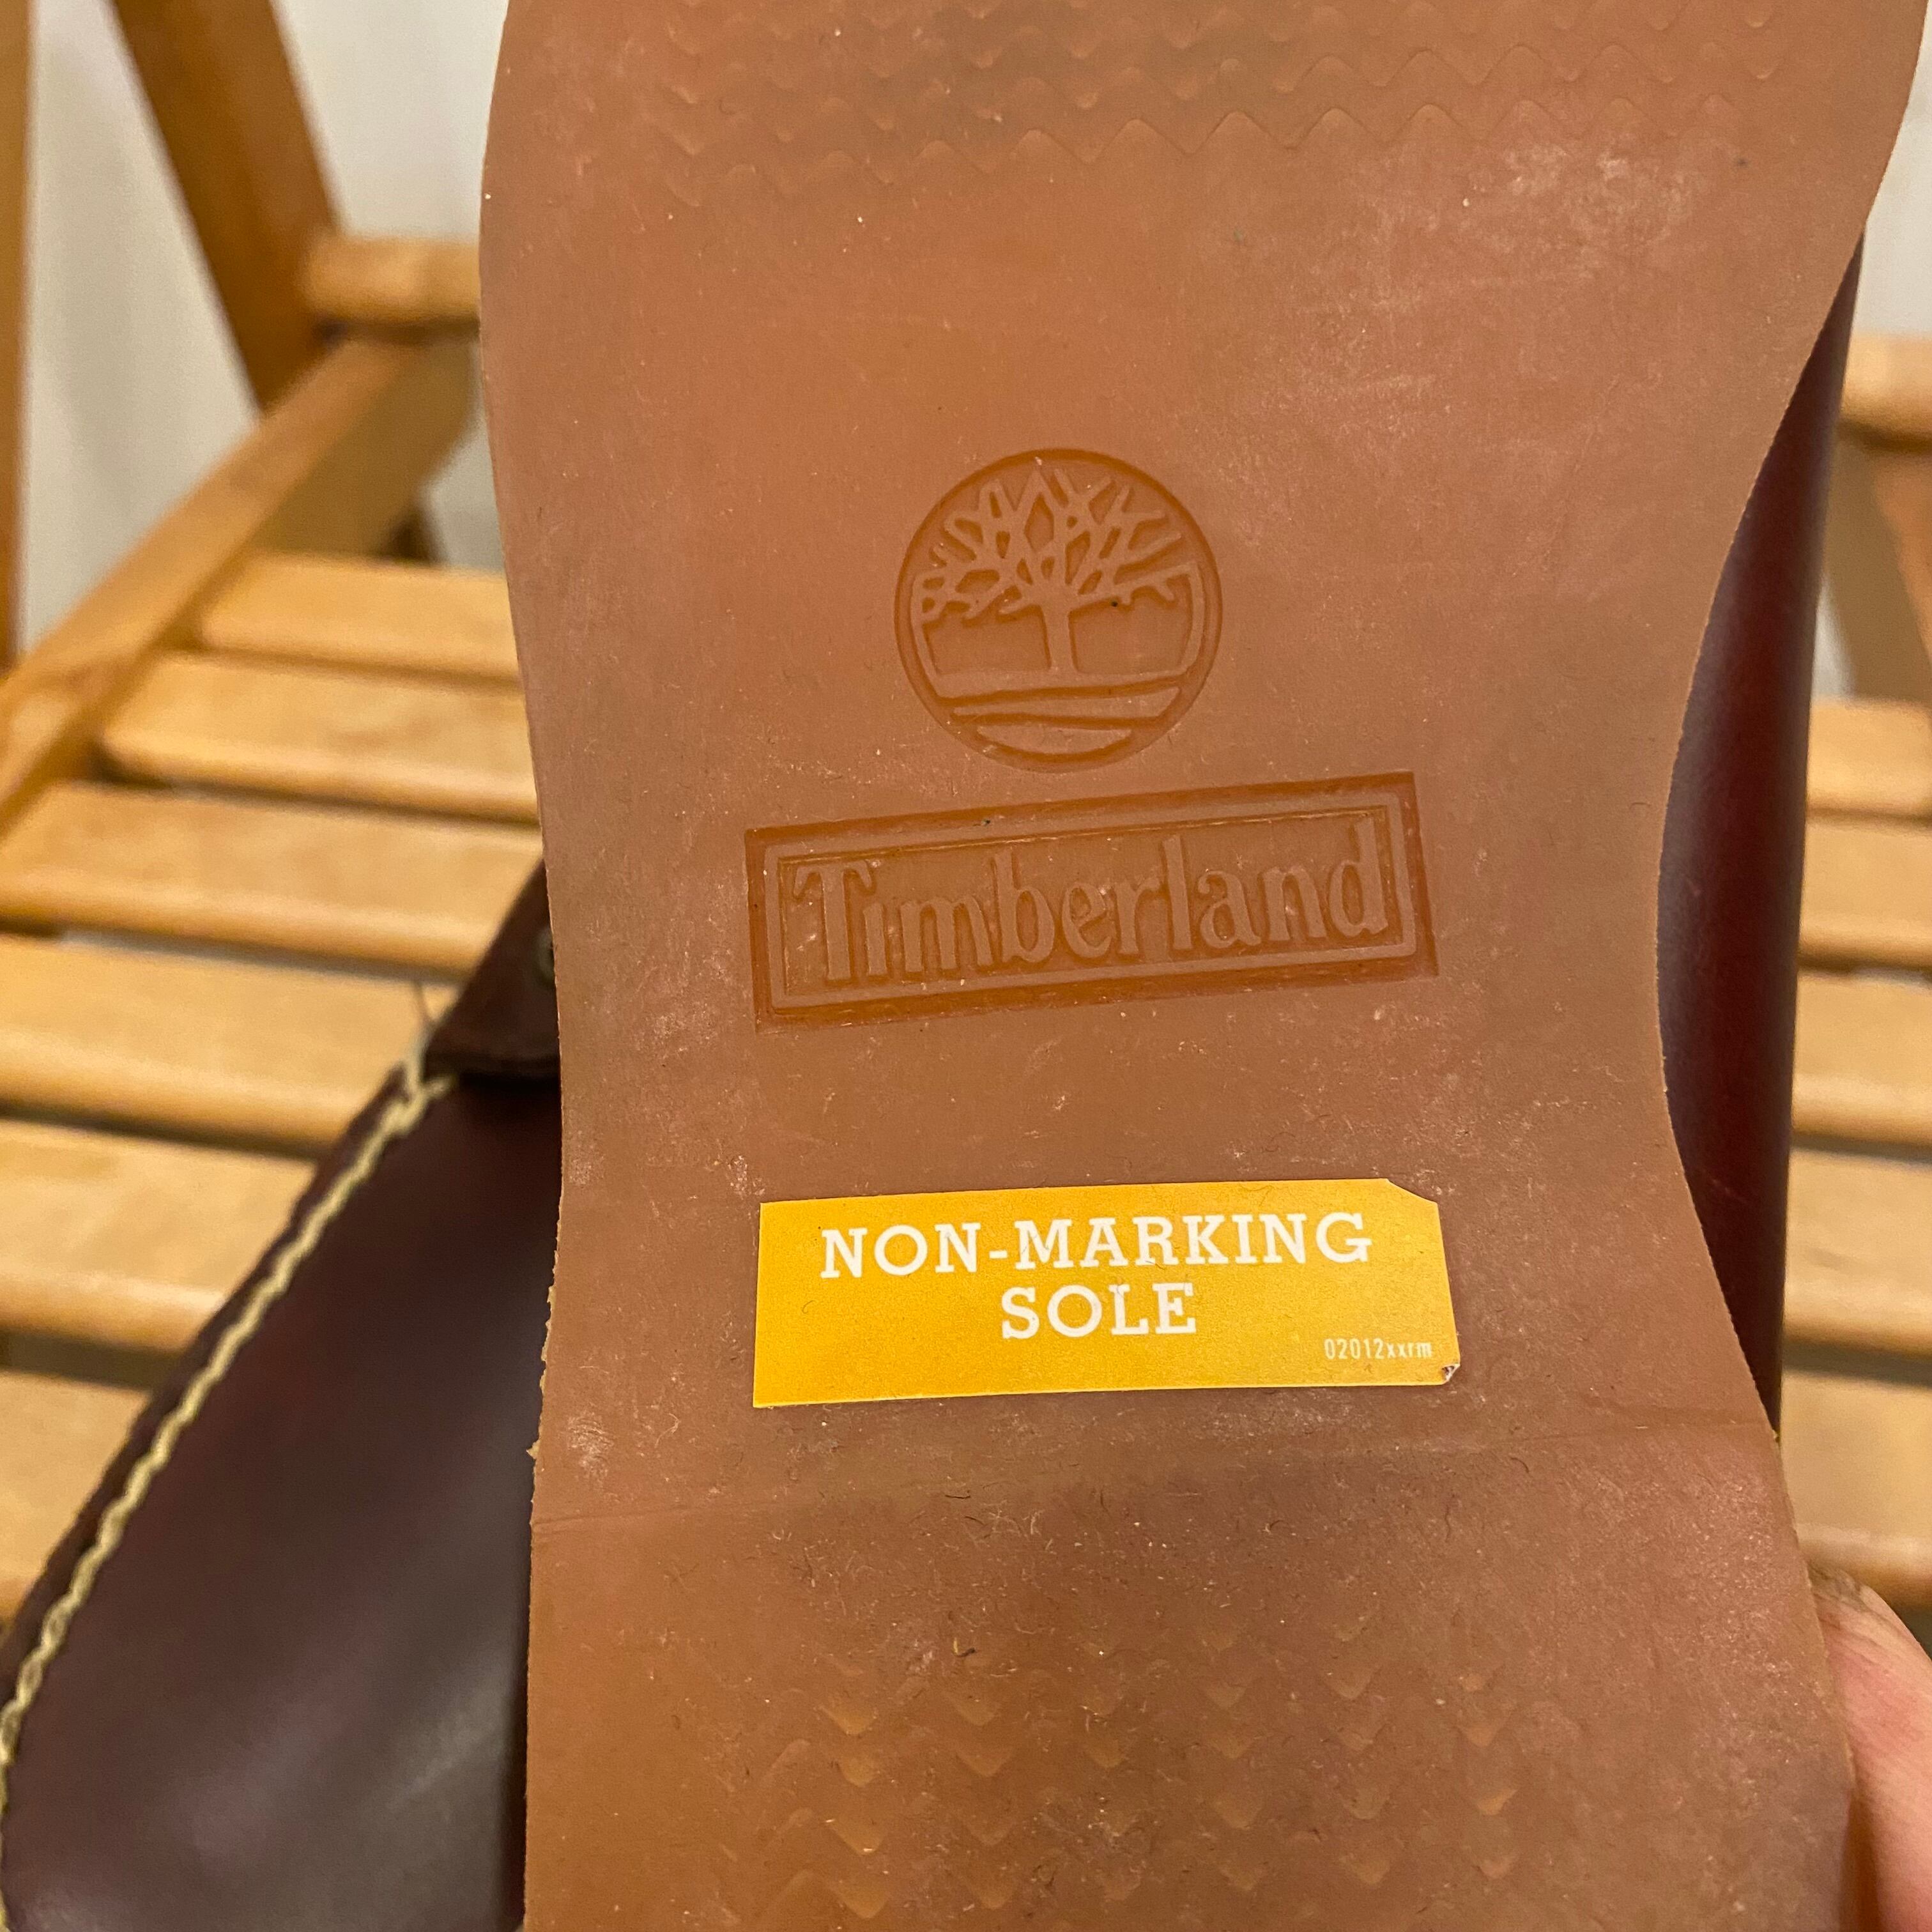 Timberland
NON-MARKING
SOLE
02012xxrm